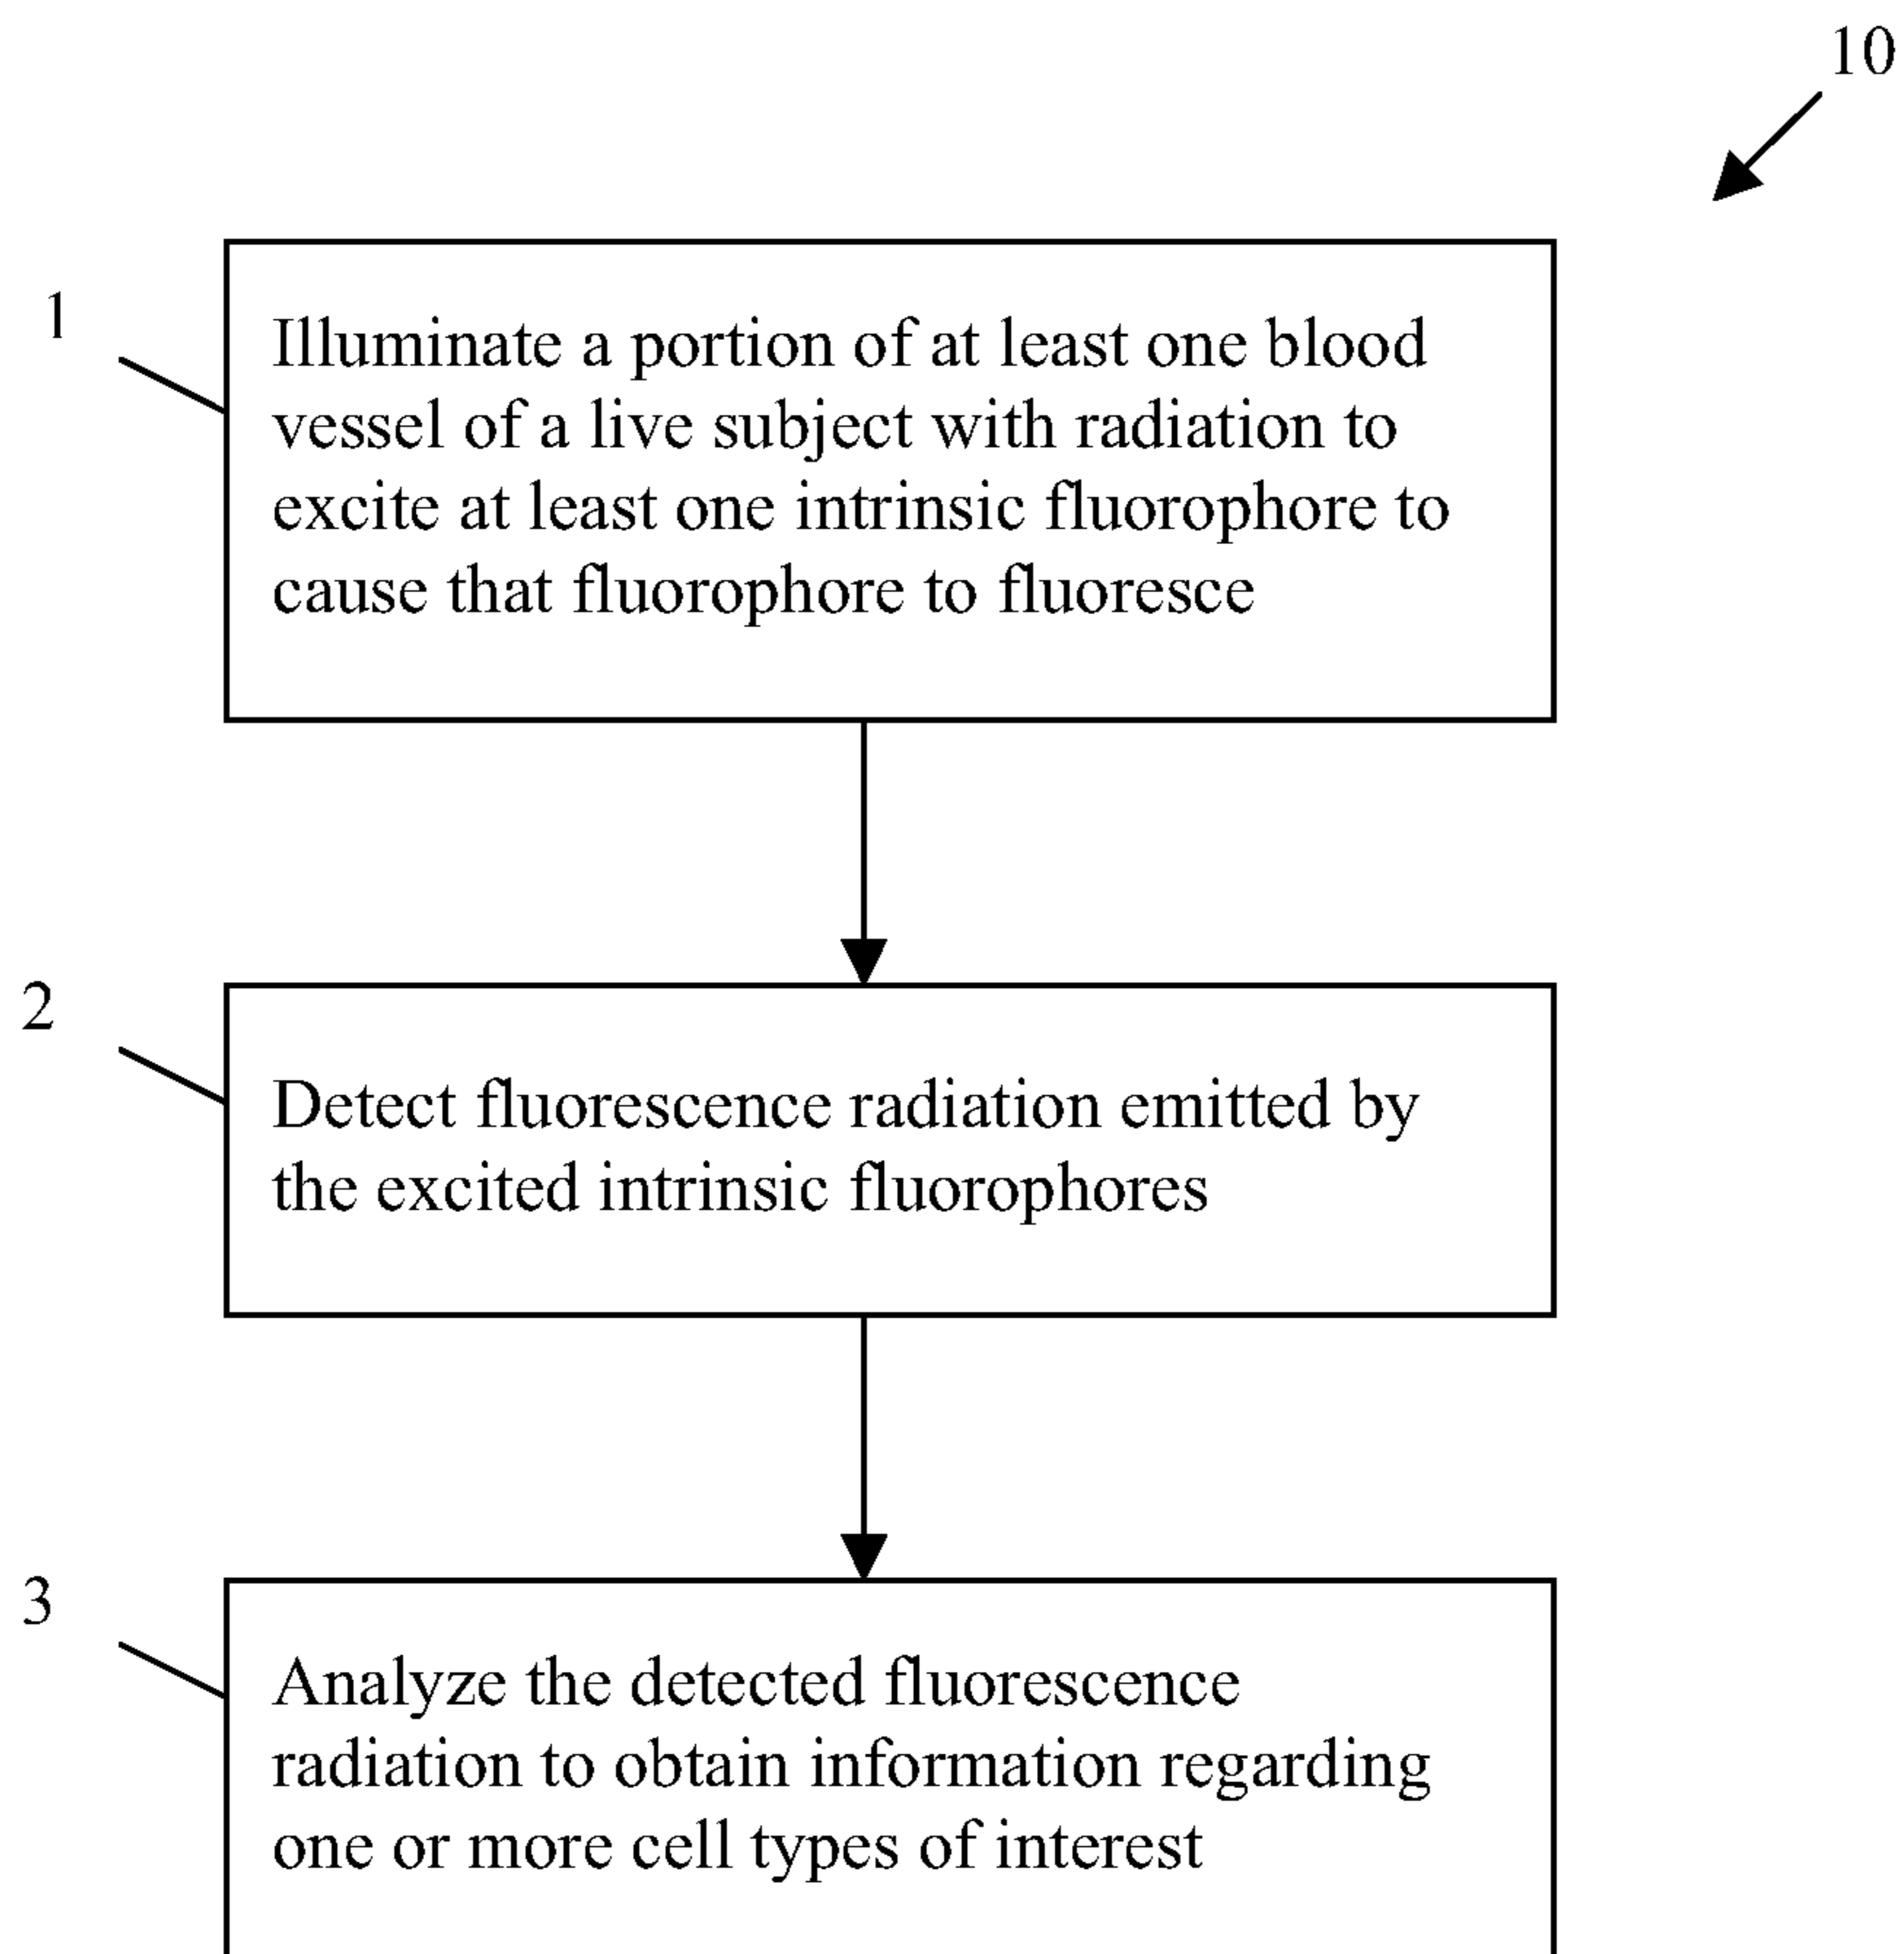 10
1
Illuminate a portion of at least one blood
vessel of a live subject with radiation to
excite at least one intrinsic fluorophore to
cause that fluorophore to fluoresce
2
Detect fluorescence radiation emitted by
the excited intrinsic fluorophores
3
Analyze the detected fluorescence
radiation to obtain information regarding
one or more cell types of interest